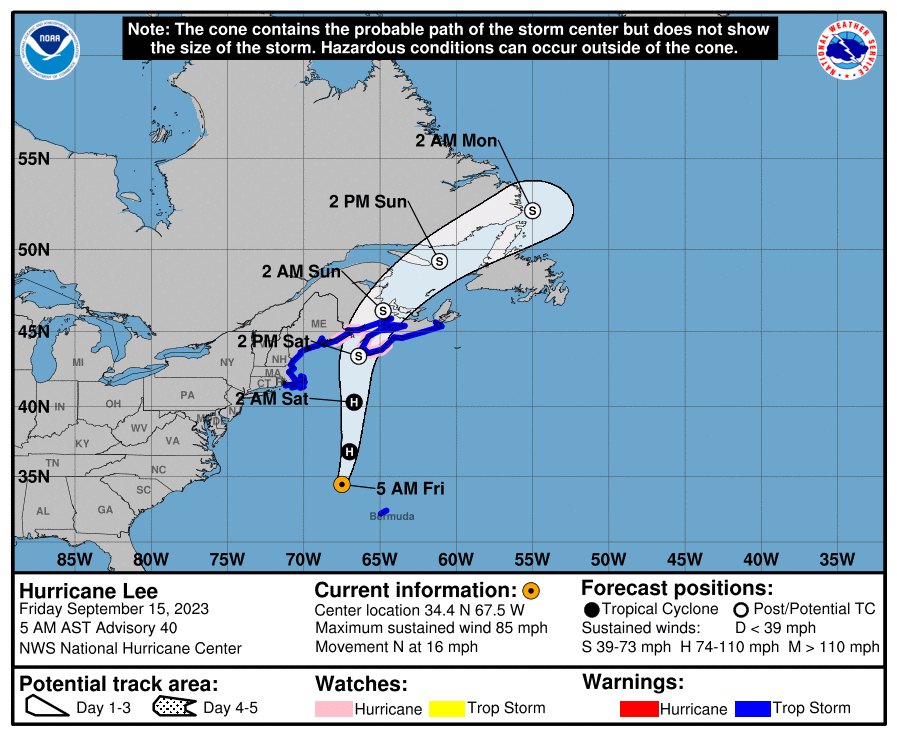 Note: The cone contains the probable path of the storm center but does not show
the size of the storm. Hazardous conditions can occur outside of the cone.
NOAA
NATIONAL WEATHER SERVICE
2 AM Mon
55N
2 PM Sun
S
50N
S
2 AM Sun
S
ME
45N
2 PM Sat
S
NH
MI
NY
MA
CT
2 AM Sat
H
PA
40N
IN
OH
WV
KY
VA
H
TN
NC
35N
5 AM Fri
SC
AL
GA
Bermuda
85W 80W 75W 70W 65W 60W 55W 50W 45W 40W 35W
Hurricane Lee
Friday September 15, 2023
5 AM AST Advisory 40
NWS National Hurricane Center
Current information:
Center location 34.4 N 67.5 W
Maximum sustained wind 85 mph
Movement N at 16 mph
Forecast positions:
Tropical Cyclone Post/Potential TC
Sustained winds: D < 39 mph
S 39-73 mph H 74-110 mph M > 110 mph
Potential track area:
Day 1-3 Day 4-5
Watches:
Hurricane Trop Storm
Warnings:
Hurricane Trop Storm